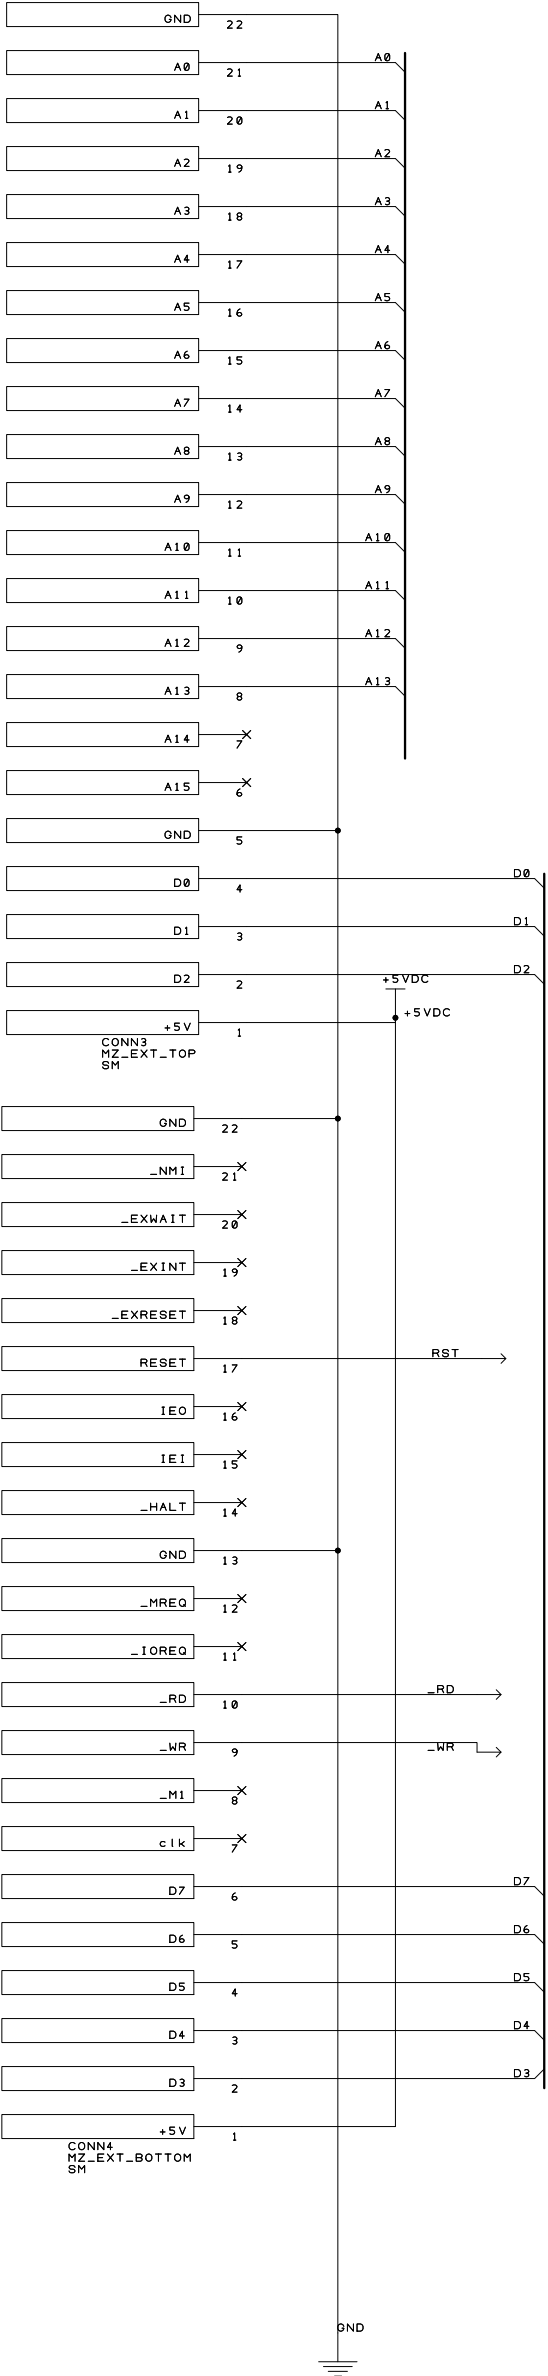 GND 22
A0 21 A0
A1 20 A1
A2 19 A2
A3 18 A3
A4 17 A4
A5 16 A5
A6 15 A6
A7 14 A7
A8 13 A8
A9 12 A9
A10 11 A10
A11 10 A11
A12 9 A12
A13 8 A13
A14 7
A15 6
GND 5
D0 4 D0
D1 3 D1
D2 2 D2
+5VDC
+5VDC
+5V 1
CONN3
MZ_EXT_TOP
SM
GND 22
_NMI 21
_EXWAIT 20
_EXINT 19
_EXRESET 18
RESET 17 RST
IEO 16
IEI 15
_HALT 14
GND 13
_MREQ 12
_IOREQ 11
_RD 10 _RD
_WR 9 _WR
_M1 8
clk 7
D7 6 D7
D6 5 D6
D5 4 D5
D4 3 D4
D3 2 D3
+5V 1
CONN4
MZ_EXT_BOTTOM
SM
GND